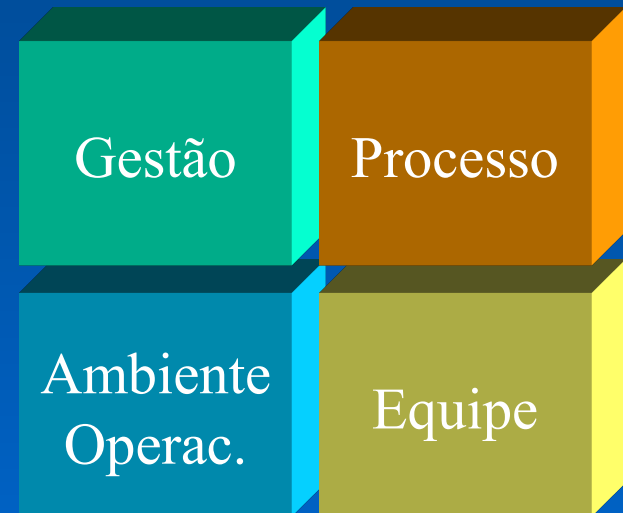 Gestão
Processo
Ambiente
Operac.
Equipe